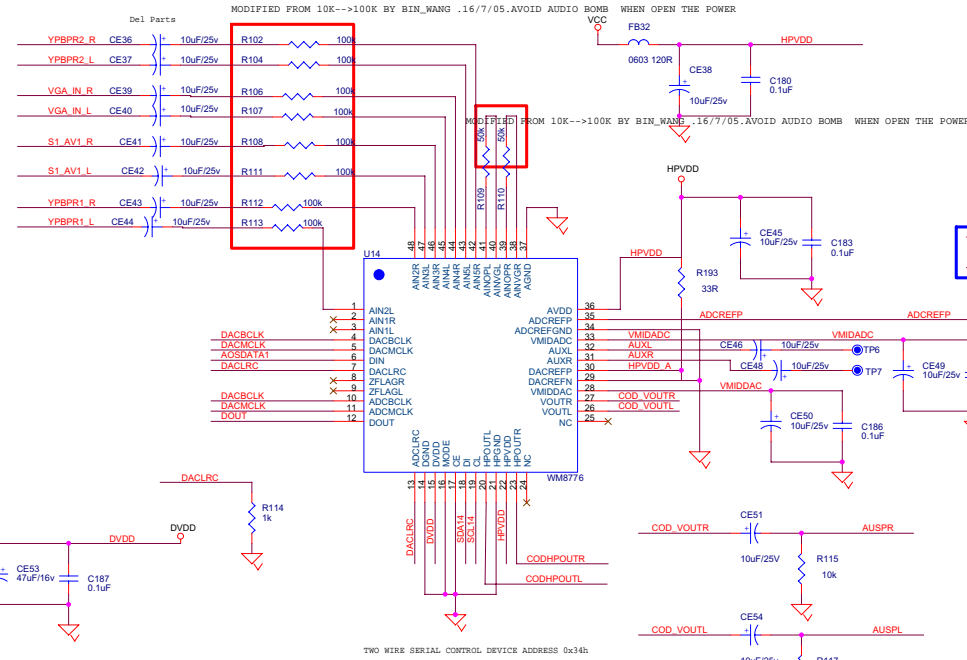 MODIFIED FROM 10K-->100K BY BIN_WANG .16/7/05.AVOID AUDIO BOMB WHEN OPEN THE POWER
Del Parts
YPBPR2_R CE36 10uF/25v R102 100k
YPBPR2_L CE37 10uF/25v R104 100k
VGA_IN_R CE39 10uF/25v R106 100k
VGA_IN_L CE40 10uF/25v R107 100k
S1_AV1_R CE41 10uF/25v R108 100k
S1_AV1_L CE42 10uF/25v R111 100k
YPBPR1_R CE43 10uF/25v R112 100k
YPBPR1_L CE44 10uF/25v R113 100k
VCC
FB32
0603 120R
HPVDD
CE38
10uF/25v
C180
0.1uF
MODIFIED FROM 10K-->100K BY BIN_WANG .16/7/05.AVOID AUDIO BOMB WHEN OPEN THE POWER
50k
50k
R109
R110
HPVDD
CE45
10uF/25v
C183
0.1uF
HPVDD
R193
33R
U14
48 47 46 45 44 43 42 41 40 39 38 37
AIN2R
AIN3L
AIN3R
AIN4L
AIN4R
AIN5L
AIN5R
AINOPL
AINVGL
AINOPR
AINVGR
AGND
1 AIN2L
2 AIN1R
3 AIN1L
DACBCLK 4 DACBCLK
DACMCLK 5 DACMCLK
AOSDATA1 6 DIN
DACLRC 7 DACLRC
8 ZFLAGR
9 ZFLAGL
DACBCLK 10 ADCBCLK
DACMCLK 11 ADCMCLK
DOUT 12 DOUT
AVDD 36
ADCREFP 35 ADCREFP ADCREFP
ADCREFGND 34
VMIDADC 33 VMIDADC VMIDADC
AUXL 32 AUXL CE46 10uF/25v TP6
AUXR 31 AUXR CE48 10uF/25v TP7
DACREFP 30 HPVDD_A
DACREFN 29
VMIDDAC 28 VMIDDAC
VOUTR 27 COD_VOUTR
VOUTL 26 COD_VOUTL
NC 25
CE49
10uF/25v
CE50
10uF/25v
C186
0.1uF
ADCLRC
DGND
DVDD
MODE
CE
DI
CL
HPOUTL
HPGND
HPVDD
HPOUTR
NC
WM8776
13 14 15 16 17 18 19 20 21 22 23 24
DACLRC
DVDD
SDA14
SCL14
HPVDD
CODHPOUTR
CODHPOUTL
DACLRC
R114
1k
DVDD
DVDD
CE53
47uF/16v
C187
0.1uF
COD_VOUTR CE51 AUSPR
10uF/25V
R115
10k
COD_VOUTL CE54 AUSPL
TWO WIRE SERIAL CONTROL DEVICE ADDRESS 0x34h